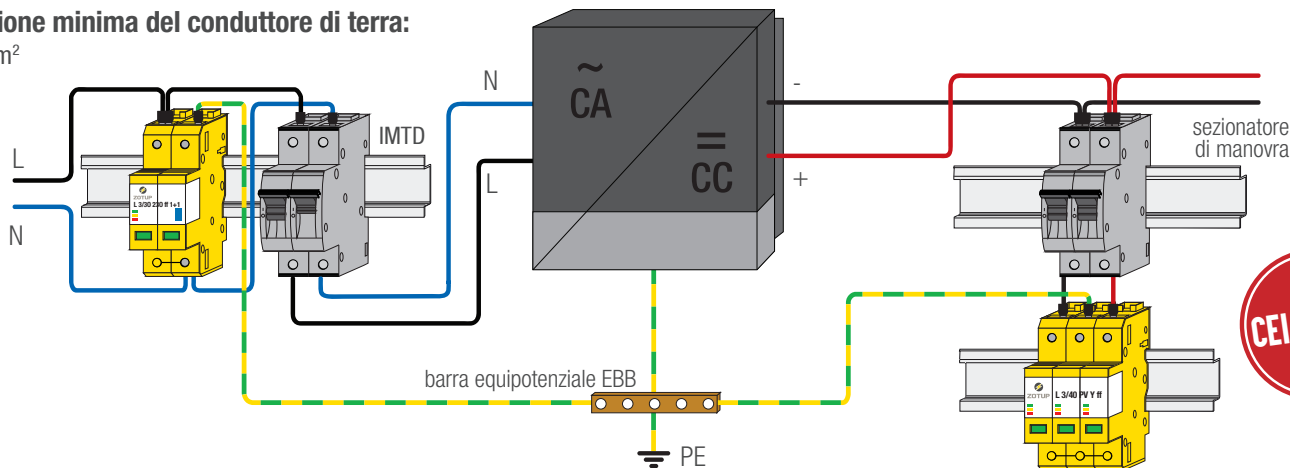 ione minima del conduttore di terra:
m²
N
~
CA
=
CC
-
+
L
IMTD
L
N
L
ZOTUP
L 3/30 230 ff 1+1
sezionatore
di manovra
CEI
barra equipotenziale EBB
PE
ZOTUP
L 3/40 PV Y ff